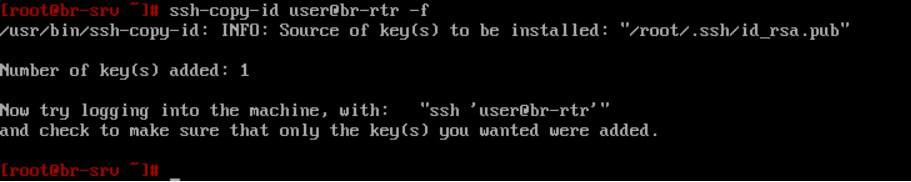 [root@br-srv ~]# ssh-copy-id user@br-rtr -f
/usr/bin/ssh-copy-id: INFO: Source of key(s) to be installed: "/root/.ssh/id_rsa.pub"
Number of key(s) added: 1
Now try logging into the machine, with:   "ssh 'user@br-rtr'"
and check to make sure that only the key(s) you wanted were added.
[root@br-srv ~]#